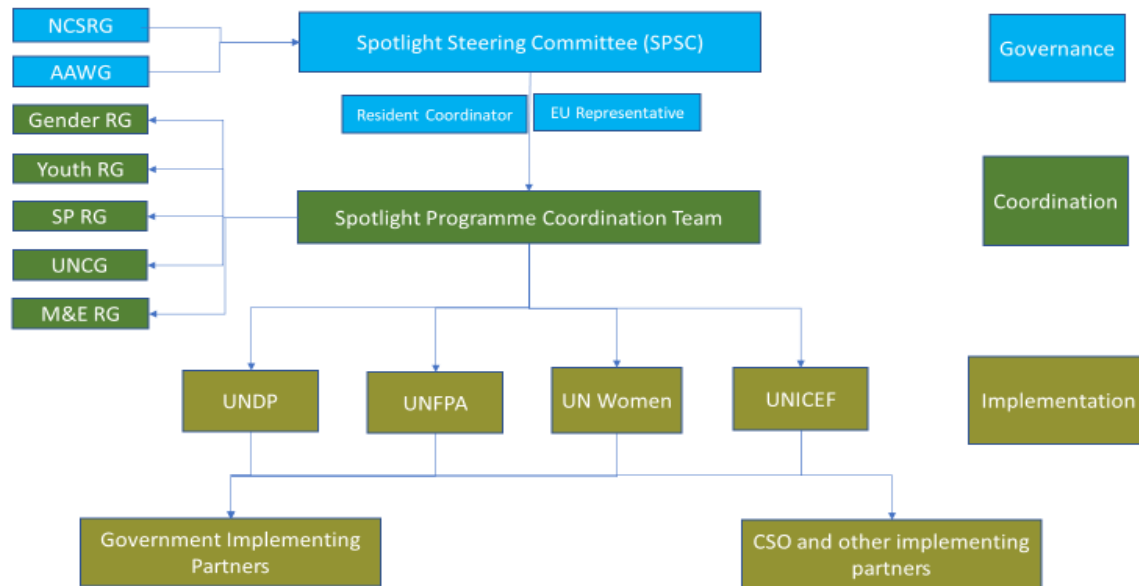 NCSRG
Spotlight Steering Committee (SPSC)
Governance
AAWG
Resident Coordinator
EU Representative
Gender RG
Youth RG
SP RG
Spotlight Programme Coordination Team
Coordination
UNCG
M&E RG
UNDP
UNFPA
UN Women
UNICEF
Implementation
Government Implementing
Partners
CSO and other implementing
partners